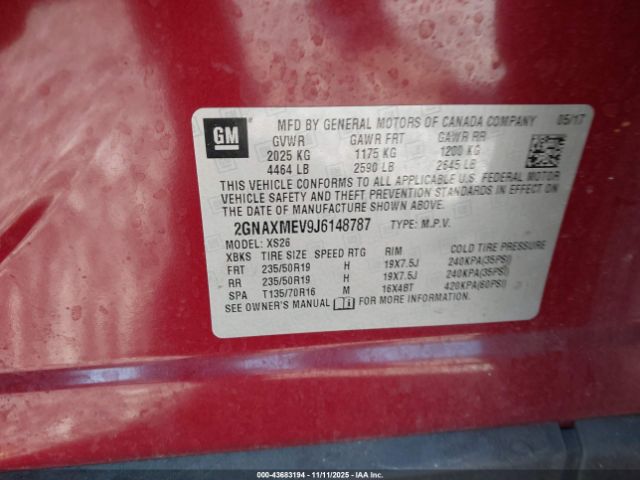 GM
MFD BY GENERAL MOTORS OF CANADA COMPANY 05/17
GVWR GAWR FRT GAWR RR
2025 KG 1175 KG 1200 KG
4464 LB 2590 LB 2645 LB
THIS VEHICLE CONFORMS TO ALL APPLICABLE U.S. FEDERAL MOTOR
VEHICLE SAFETY AND THEFT PREVENTION STANDARDS IN EFFECT ON
THE DATE OF MANUFACTURE SHOWN ABOVE.
2GNAXMEV9J6148787 TYPE: M.P.V.
MODEL: XS26
XBKS TIRE SIZE SPEED RTG RIM COLD TIRE PRESSURE
FRT 235/50R19 H 19X7.5J 240KPA(35PSI)
RR 235/50R19 H 19X7.5J 240KPA(35PSI)
SPA T135/70R16 M 16X4BT 420KPA(60PSI)
SEE OWNER'S MANUAL FOR MORE INFORMATION.
000-43683194 - 11/11/2025 - IAA Inc.